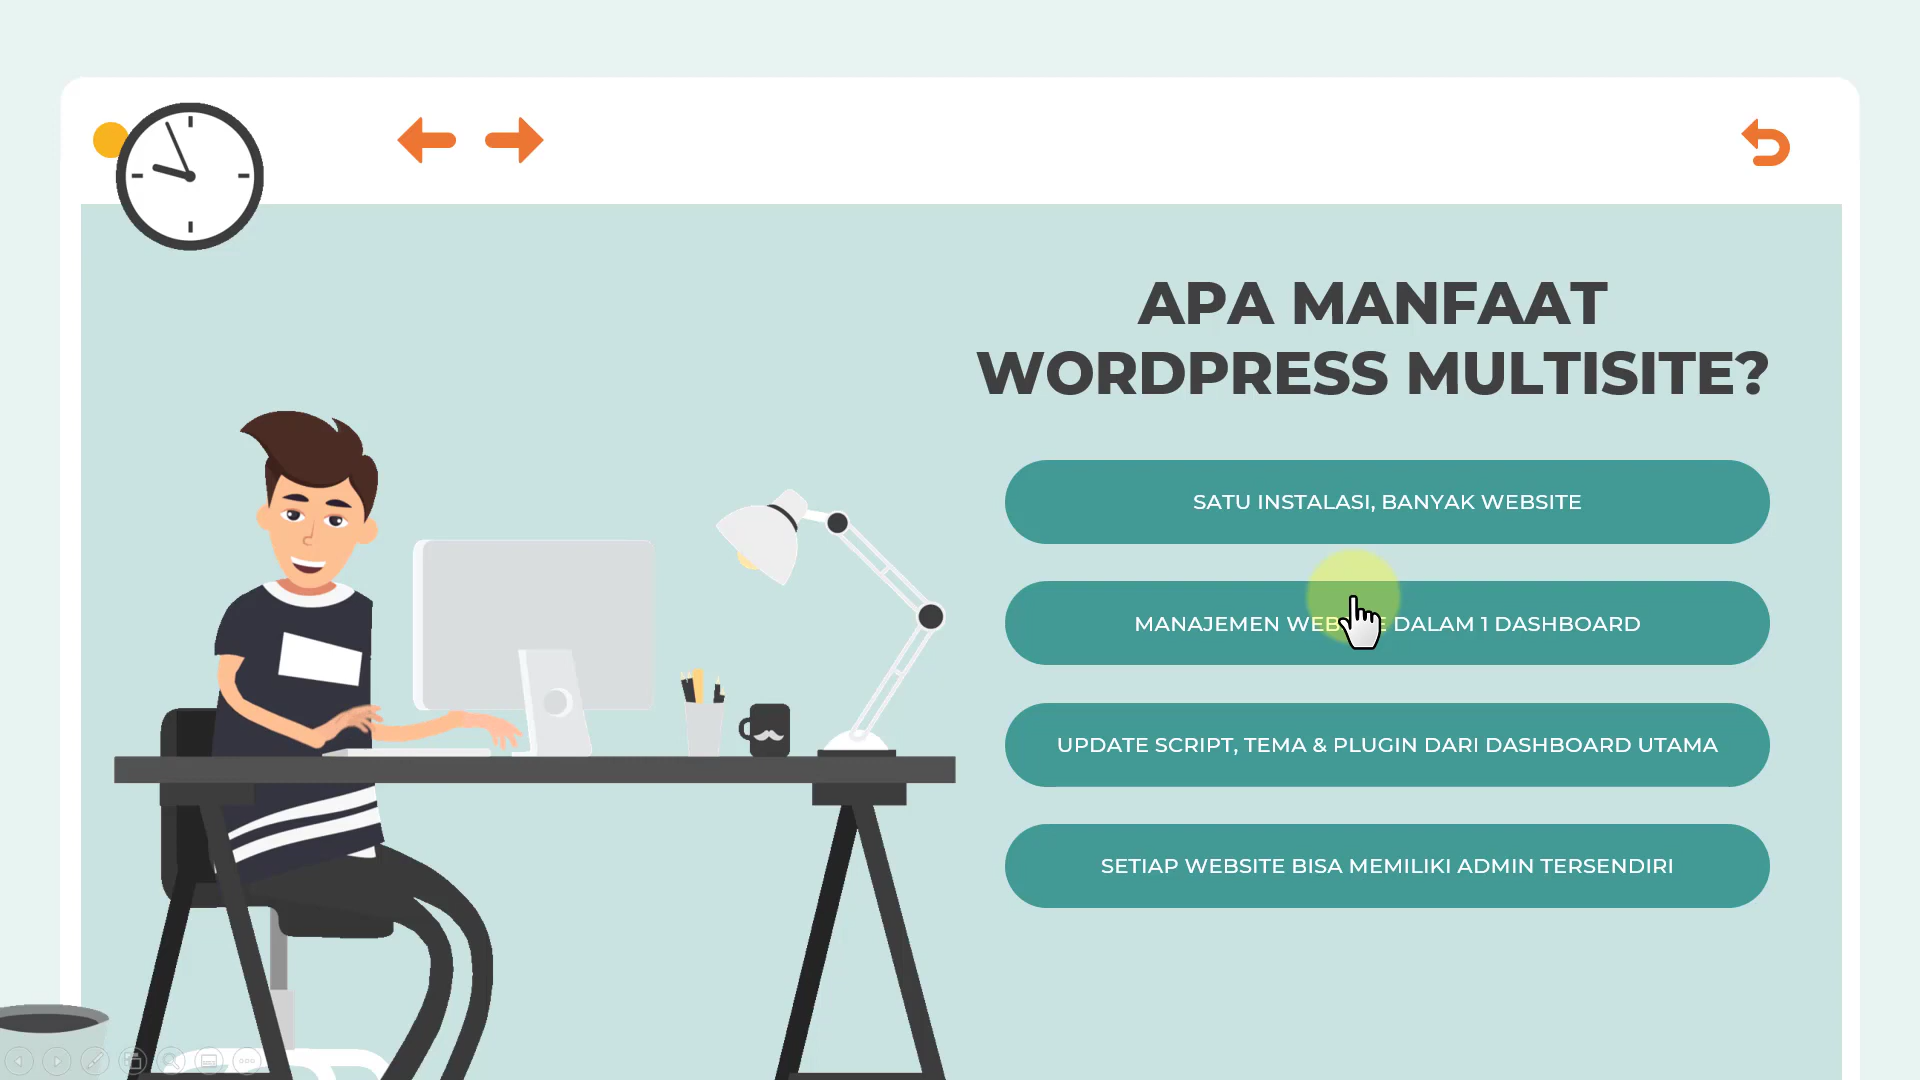 APA MANFAAT
WORDPRESS MULTISITE?
SATU INSTALASI, BANYAK WEBSITE
MANAJEMEN WEBSITE DALAM 1 DASHBOARD
UPDATE SCRIPT, TEMA & PLUGIN DARI DASHBOARD UTAMA
SETIAP WEBSITE BISA MEMILIKI ADMIN TERSENDIRI